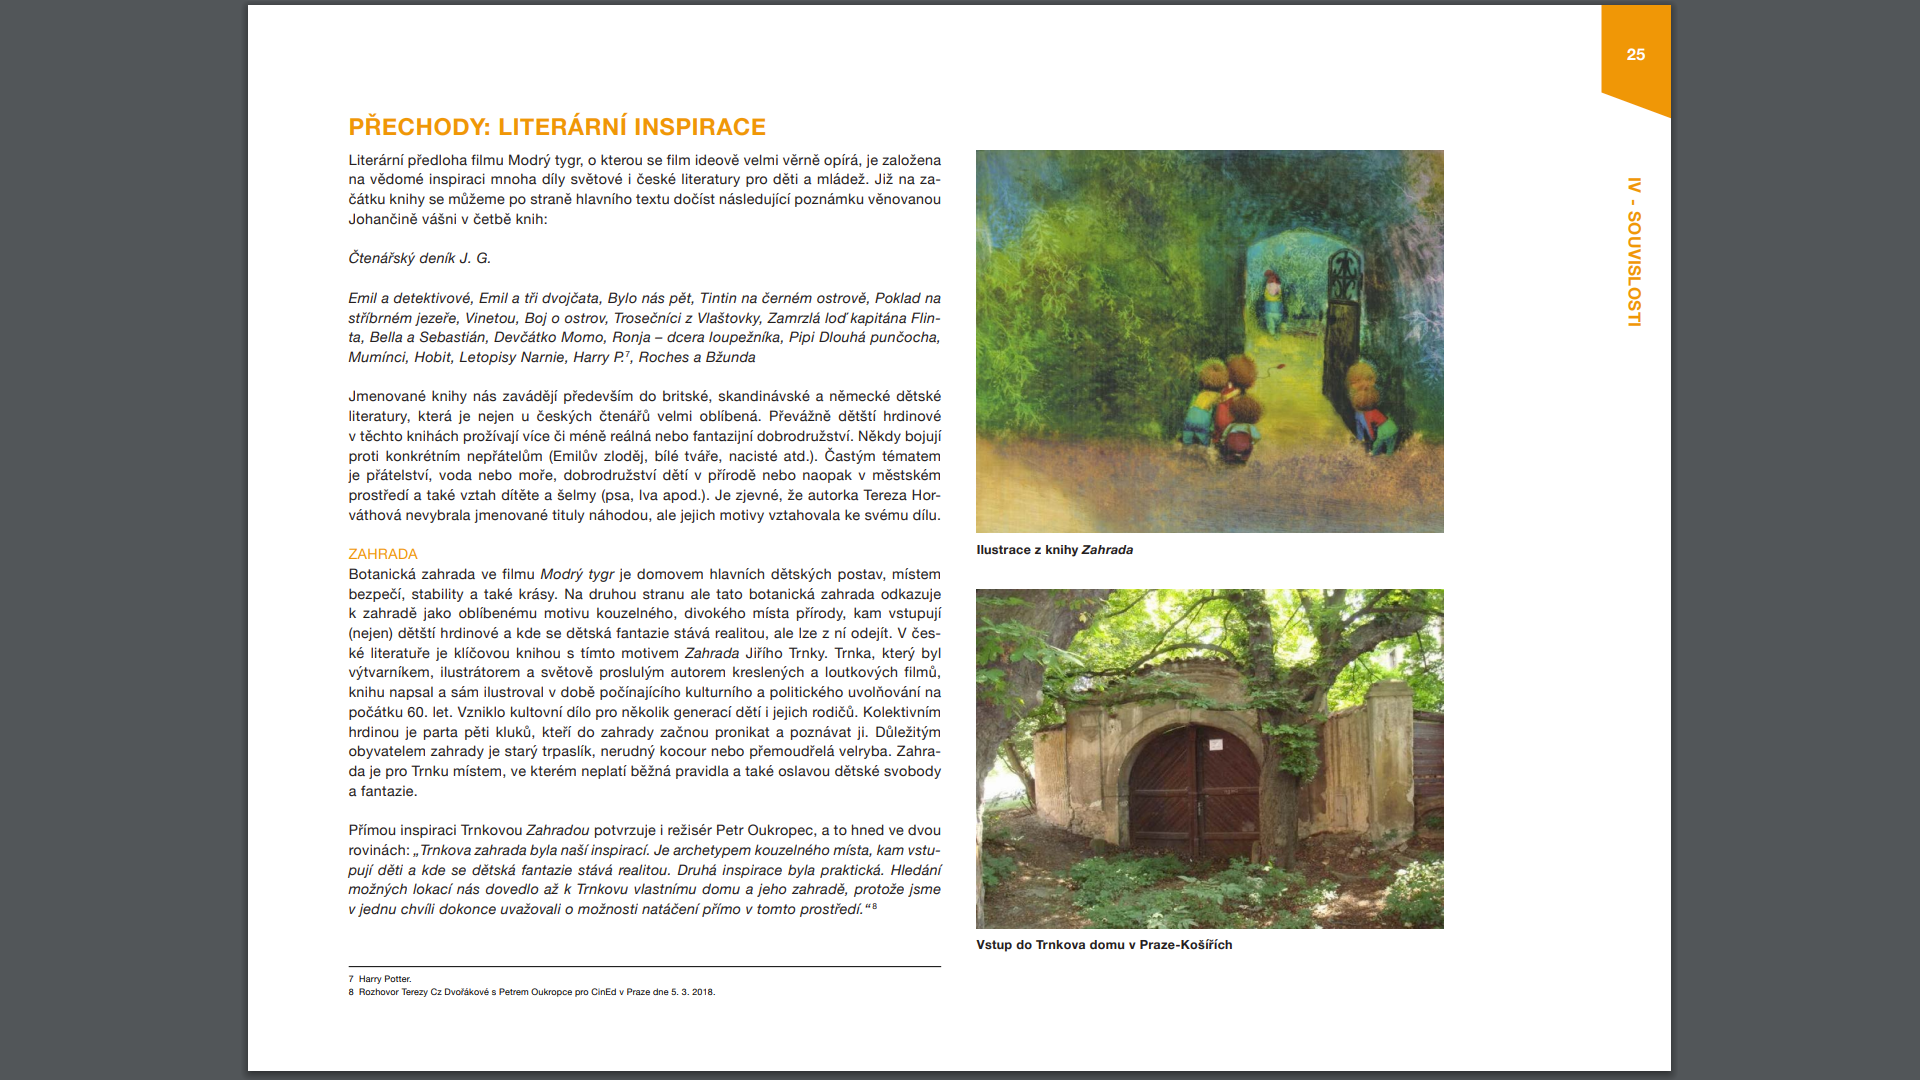 25
IV - SOUVISLOSTI
PŘECHODY: LITERÁRNÍ INSPIRACE
Literární předloha filmu Modrý tygr, o kterou se film ideově velmi věrně opírá, je založena
na vědomé inspiraci mnoha díly světové i české literatury pro děti a mládež. Již na za-
čátku knihy se můžeme po straně hlavního textu dočíst následující poznámku věnovanou
Johančině vášni v četbě knih:
Čtenářský deník J. G.
Emil a detektivové, Emil a tři dvojčata, Bylo nás pět, Tintin na černém ostrově, Poklad na
stříbrném jezeře, Vinetou, Boj o ostrov, Trosečníci z Vlaštovky, Zamrzlá loď kapitána Flin-
ta, Bella a Sebastián, Devčátko Momo, Ronja – dcera loupežníka, Pipi Dlouhá punčocha,
Mumínci, Hobit, Letopisy Narnie, Harry P.7, Roches a Bžunda
Jmenované knihy nás zavádějí především do britské, skandinávské a německé dětské
literatury, která je nejen u českých čtenářů velmi oblíbená. Převážně dětští hrdinové
v těchto knihách prožívají více či méně reálná nebo fantazijní dobrodružství. Někdy bojují
proti konkrétním nepřátelům (Emilův zloděj, bílé tváře, nacisté atd.). Častým tématem
je přátelství, voda nebo moře, dobrodružství dětí v přírodě nebo naopak v městském
prostředí a také vztah dítěte a šelmy (psa, lva apod.). Je zjevné, že autorka Tereza Hor-
váthová nevybrala jmenované tituly náhodou, ale jejich motivy vztahovala ke svému dílu.
ZAHRADA
Botanická zahrada ve filmu Modrý tygr je domovem hlavních dětských postav, místem
bezpečí, stability a také krásy. Na druhou stranu ale tato botanická zahrada odkazuje
k zahradě jako oblíbenému motivu kouzelného, divokého místa přírody, kam vstupují
(nejen) dětští hrdinové a kde se dětská fantazie stává realitou, ale lze z ní odejít. V čes-
ké literatuře je klíčovou knihou s tímto motivem Zahrada Jiřího Trnky. Trnka, který byl
výtvarníkem, ilustrátorem a světově proslulým autorem kreslených a loutkových filmů,
knihu napsal a sám ilustroval v době počínajícího kulturního a politického uvolňování na
počátku 60. let. Vzniklo kultovní dílo pro několik generací dětí i jejich rodičů. Kolektivním
hrdinou je parta pěti kluků, kteří do zahrady začnou pronikat a poznávat ji. Důležitým
obyvatelem zahrady je starý trpaslík, nerudný kocour nebo přemoudřelá velryba. Zahra-
da je pro Trnku místem, ve kterém neplatí běžná pravidla a také oslavou dětské svobody
a fantazie.
Přímou inspiraci Trnkovou Zahradou potvrzuje i režisér Petr Oukropec, a to hned ve dvou
rovinách: „Trnkova zahrada byla naší inspirací. Je archetypem kouzelného místa, kam vstu-
pují děti a kde se dětská fantazie stává realitou. Druhá inspirace byla praktická. Hledání
možných lokací nás dovedlo až k Trnkovu vlastnímu domu a jeho zahradě, protože jsme
v jednu chvíli dokonce uvažovali o možnosti natáčení přímo v tomto prostředí.“8
7 Harry Potter.
8 Rozhovor Terezy Cz Dvořákové s Petrem Oukropce pro CinEd v Praze dne 5. 3. 2018.
Ilustrace z knihy Zahrada
Vstup do Trnkova domu v Praze-Košířích